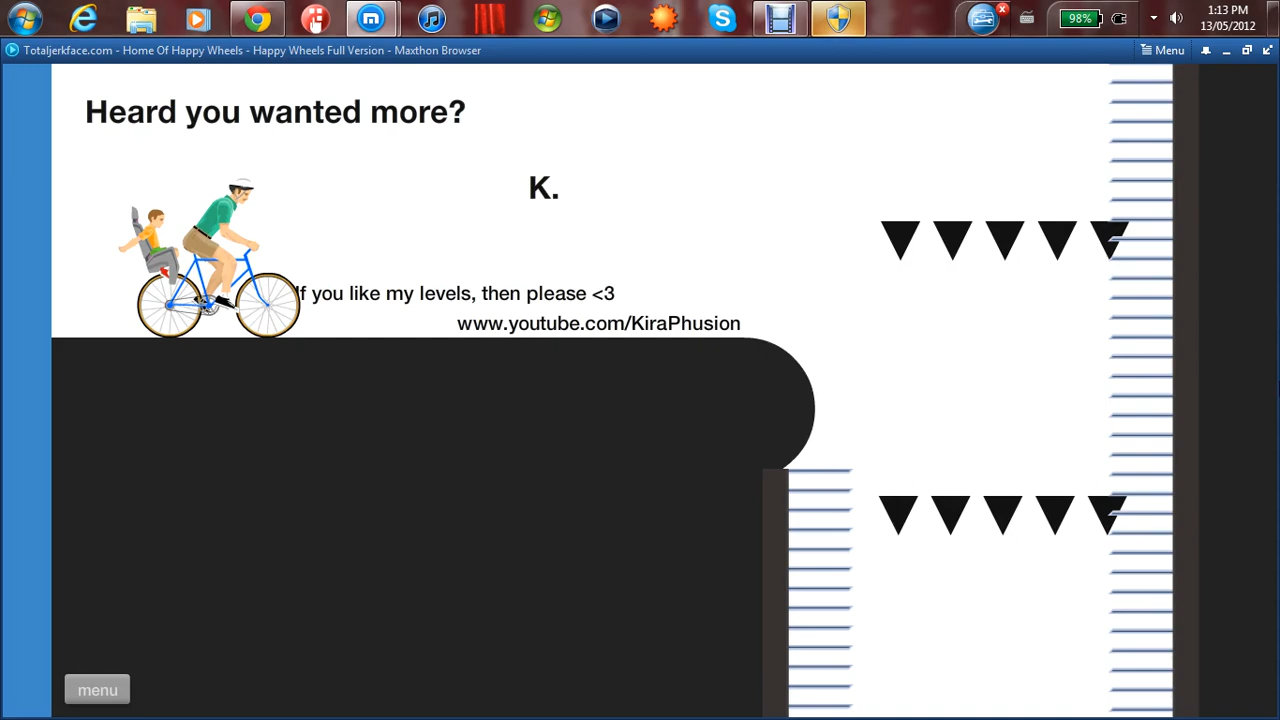 98%
1:13 PM
13/05/2012
Totaljerkface.com - Home Of Happy Wheels - Happy Wheels Full Version - Maxthon Browser
Menu
Heard you wanted more?
K.
If you like my levels, then please <3
www.youtube.com/KiraPhusion
menu